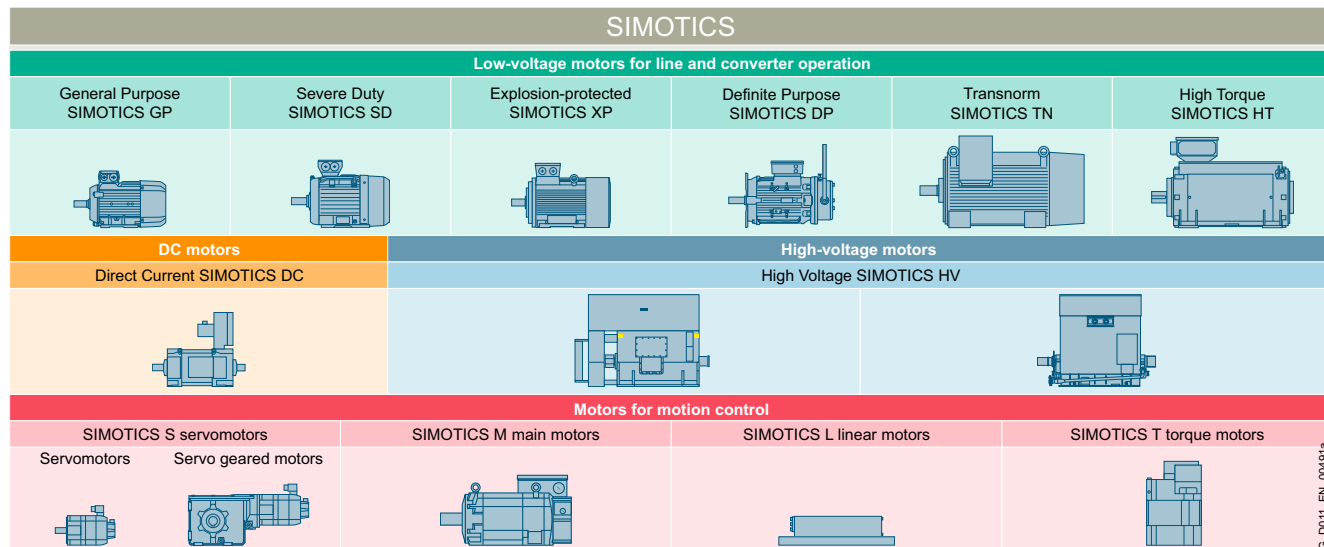 SIMOTICS
Low-voltage motors for line and converter operation
General Purpose
SIMOTICS GP
Severe Duty
SIMOTICS SD
Explosion-protected
SIMOTICS XP
Definite Purpose
SIMOTICS DP
Transnorm
SIMOTICS TN
High Torque
SIMOTICS HT
DC motors
High-voltage motors
Direct Current SIMOTICS DC
High Voltage SIMOTICS HV
Motors for motion control
SIMOTICS S servomotors
SIMOTICS M main motors
SIMOTICS L linear motors
SIMOTICS T torque motors
Servomotors
Servo geared motors